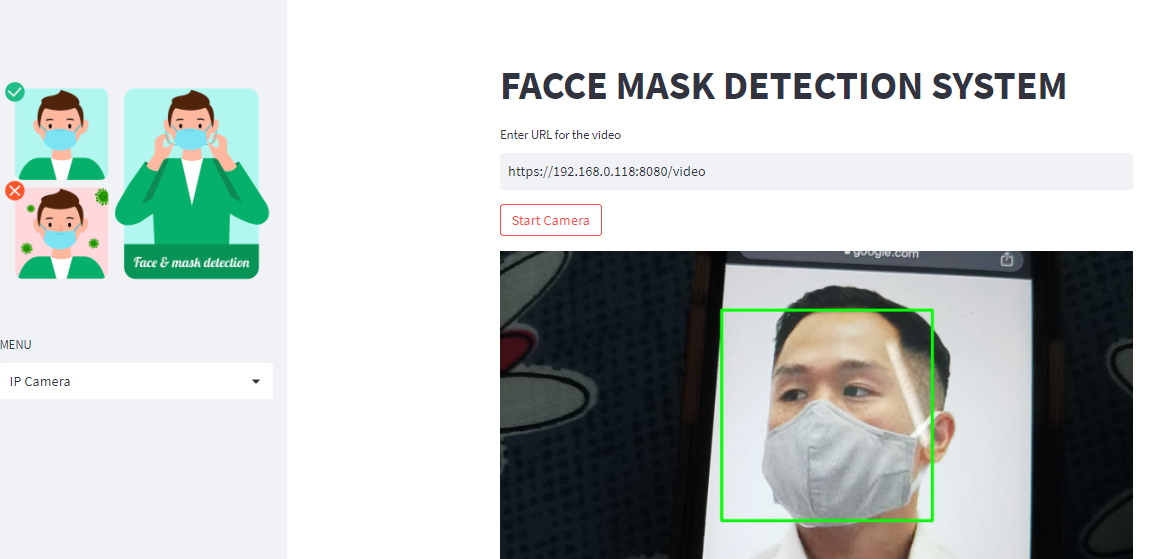 Face & mask detection
MENU
IP Camera
FACCE MASK DETECTION SYSTEM
Enter URL for the video
https://192.168.0.118:8080/video
Start Camera
google.com